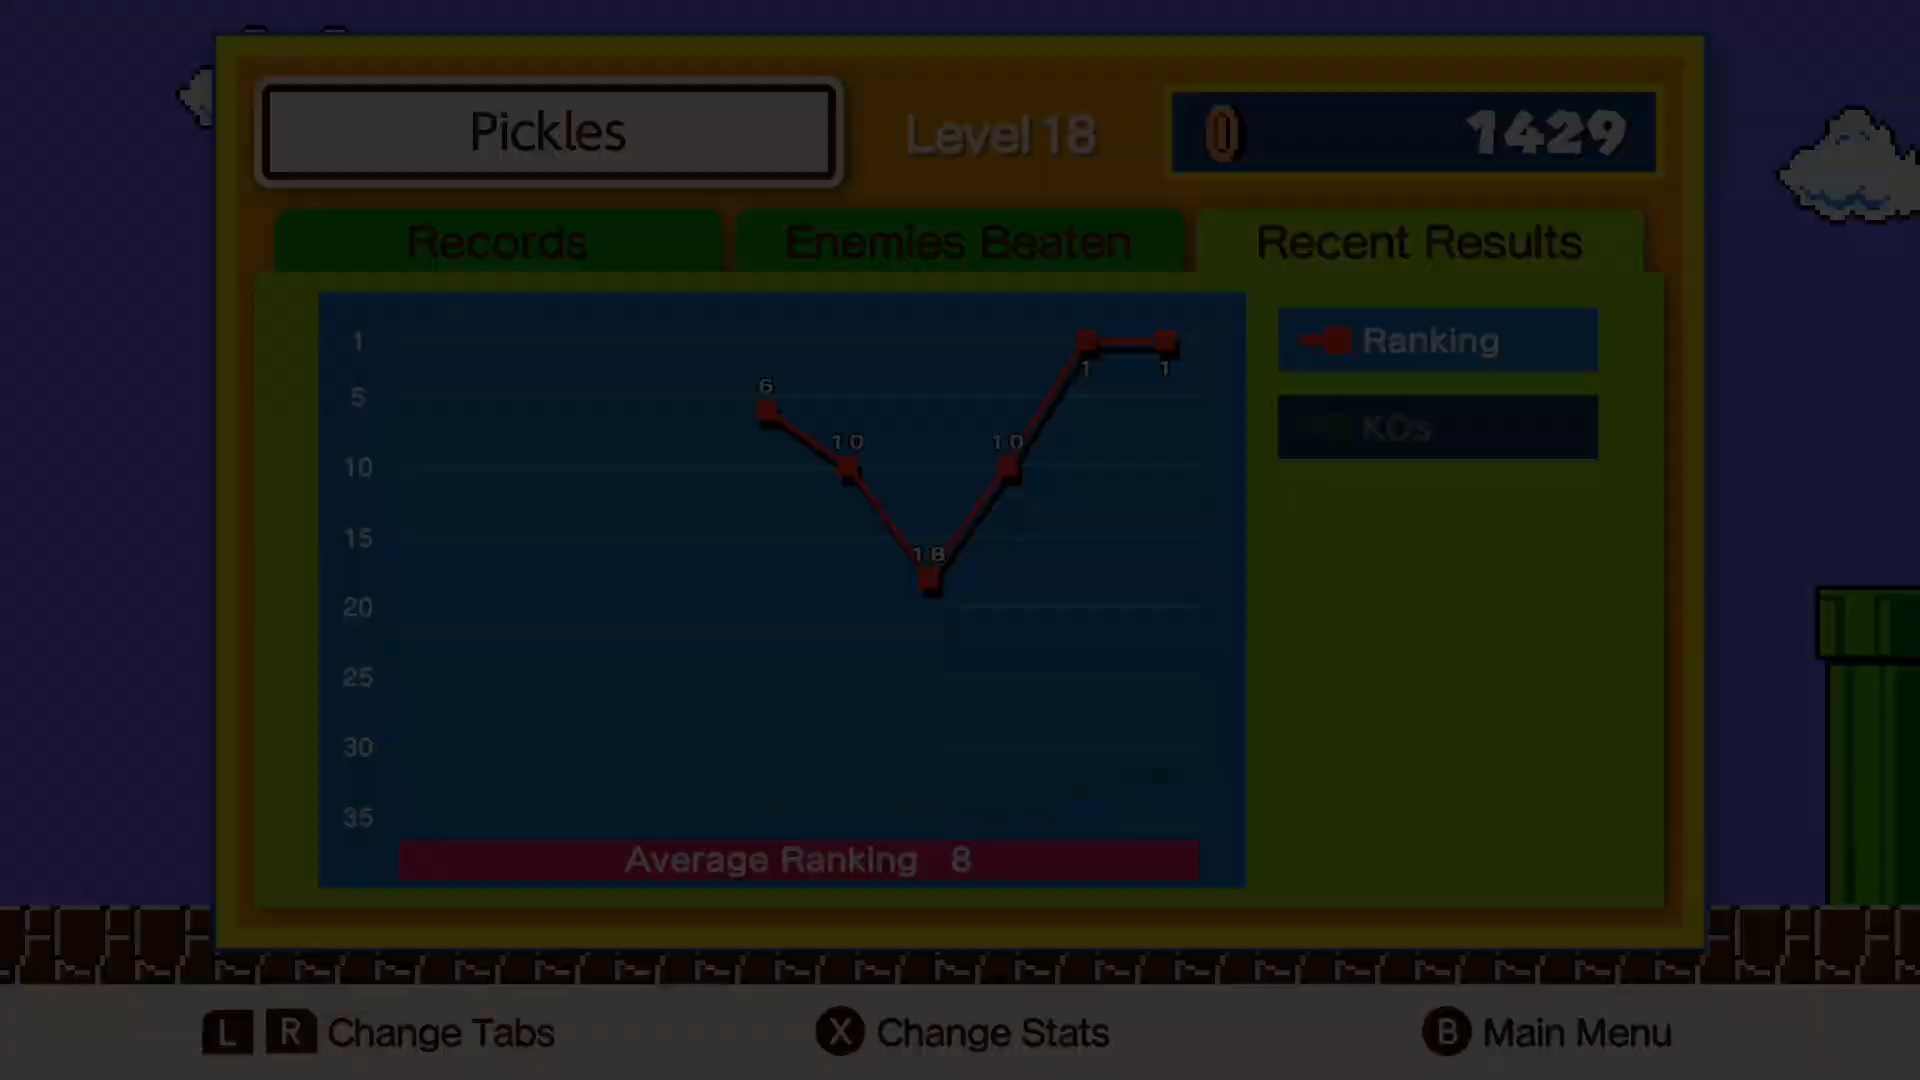 Pickles
Level 18
1429
Records
Enemies Beaten
Recent Results
1
5
10
15
20
25
30
35
6
10
18
10
1
1
Average Ranking 8
Ranking
KOs
L R Change Tabs
X Change Stats
B Main Menu